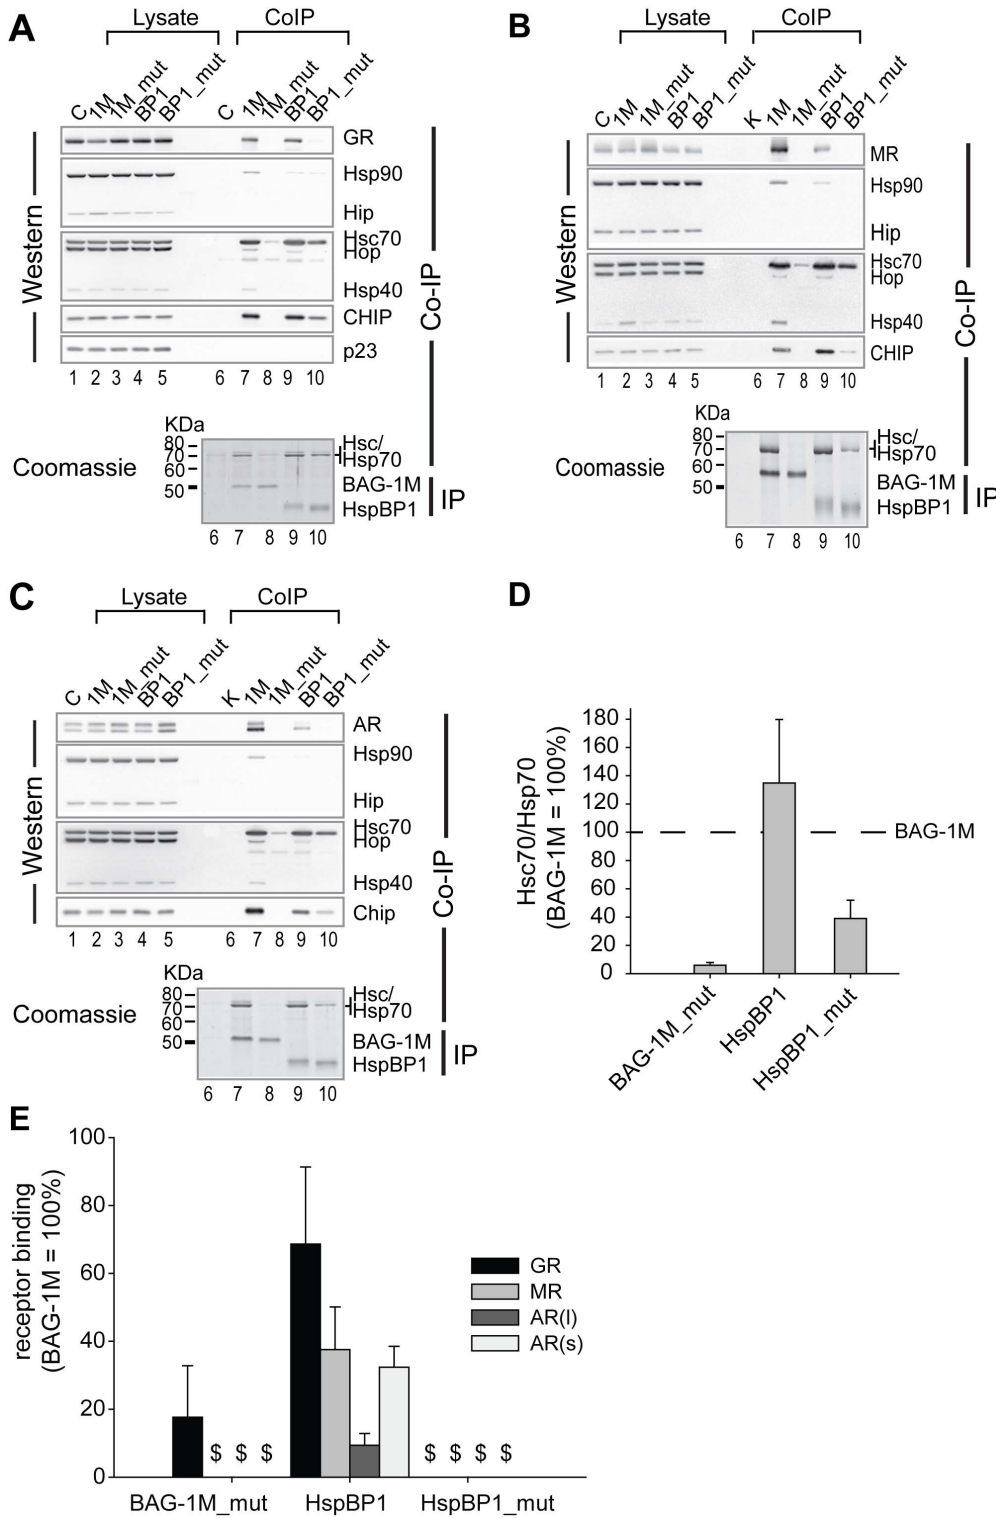 A
Lysate CoIP
C 1M 1M_mut BP1 BP1_mut C 1M 1M_mut BP1 BP1_mut
Western
GR
Hsp90
Hip
Hsc70
Hop
Hsp40
CHIP
p23
Co-IP
1 2 3 4 5 6 7 8 9 10
KDa
80
70
60
50
Coomassie
Hsc/
Hsp70
BAG-1M
HspBP1
IP
6 7 8 9 10
B
Lysate CoIP
C 1M 1M_mut BP1 BP1_mut K 1M 1M_mut BP1 BP1_mut
Western
MR
Hsp90
Hip
Hsc70
Hop
Hsp40
CHIP
Co-IP
1 2 3 4 5 6 7 8 9 10
KDa
80
70
60
50
Coomassie
Hsc/
Hsp70
BAG-1M
HspBP1
IP
6 7 8 9 10
C
Lysate CoIP
C 1M 1M_mut BP1 BP1_mut K 1M 1M_mut BP1 BP1_mut
Western
AR
Hsp90
Hip
Hsc70
Hop
Hsp40
Chip
Co-IP
1 2 3 4 5 6 7 8 9 10
KDa
80
70
60
50
Coomassie
Hsc/
Hsp70
BAG-1M
HspBP1
IP
6 7 8 9 10
D
Hsc70/Hsp70
(BAG-1M = 100%)
180
160
140
120
100
80
60
40
20
0
BAG-1M
BAG-1M_mut HspBP1 HspBP1_mut
E
receptor binding
(BAG-1M = 100%)
100
80
60
40
20
0
GR
MR
AR(l)
AR(s)
$ $ $ $ $ $ $
BAG-1M_mut HspBP1 HspBP1_mut